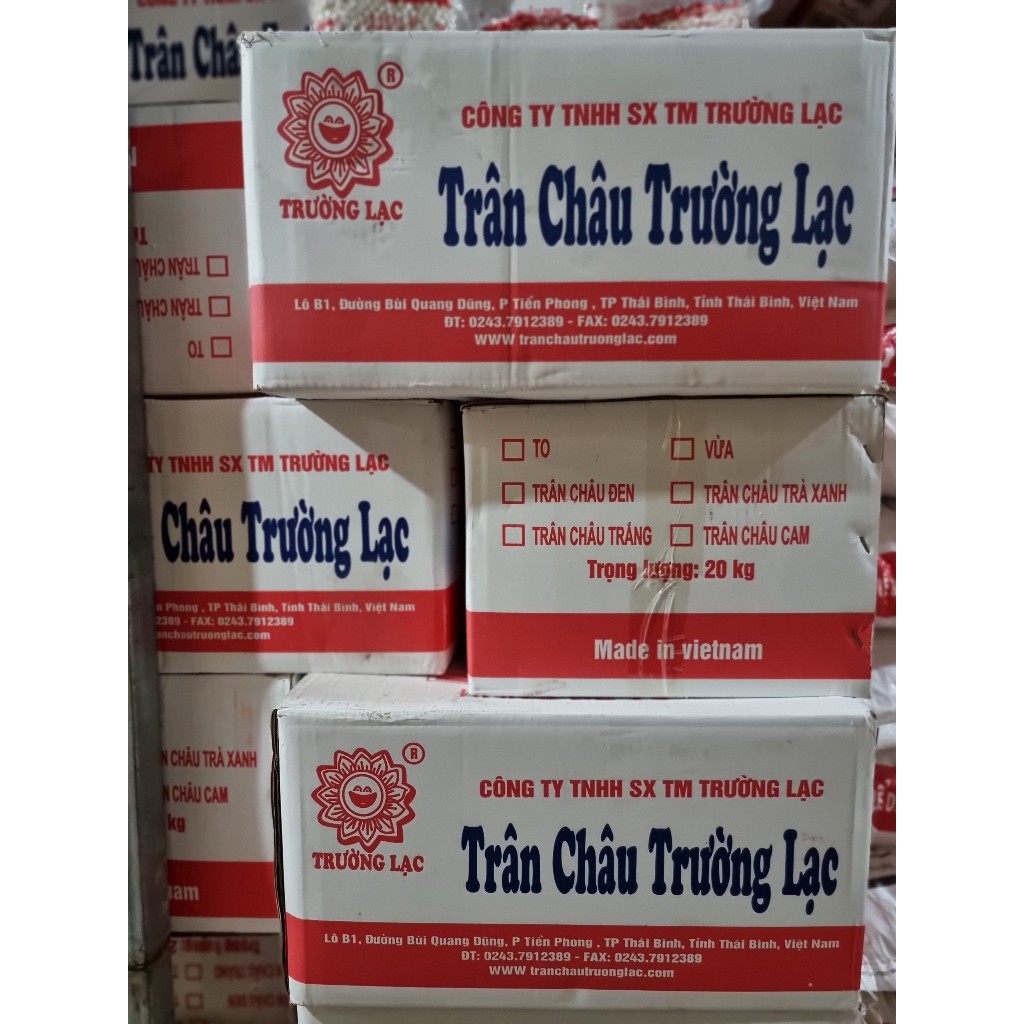 Trân Châ
®
TRƯỜNG LẠC
CÔNG TY TNHH SX TM TRƯỜNG LẠC
Trân Châu Trường Lạc
Lô B1, Đường Bùi Quang Dũng, P Tiền Phong , TP Thái Bình, Tỉnh Thái Bình, Việt Nam
ĐT: 0243.7912389 - FAX: 0243.7912389
WWW tranchautruonglac.com
TRÂN CHÂU
TRÂN CHÂU
TO
TY TNHH SX TM TRƯỜNG LẠC
Châu Trường Lạc
Phong , TP Thái Bình, Tỉnh Thái Bình, Việt Nam
2389 - FAX: 0243.7912389
anchautruonglac.com
TO
VỪA
TRÂN CHÂU ĐEN
TRÂN CHÂU TRÀ XANH
TRÂN CHÂU TRẮNG
TRÂN CHÂU CAM
Trọng lượng: 20 kg
Made in vietnam
N CHÂU TRÀ XANH
N CHÂU CAM
kg
nam
®
TRƯỜNG LẠC
CÔNG TY TNHH SX TM TRƯỜNG LẠC
Trân Châu Trường Lạc
Lô B1, Đường Bùi Quang Dũng, P Tiền Phong , TP Thái Bình, Tỉnh Thái Bình, Việt Nam
ĐT: 0243.7912389 - FAX: 0243.7912389
WWW tranchautruonglac.com